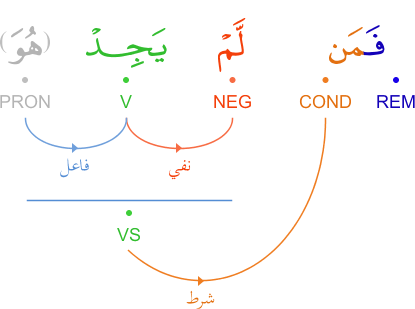 فَمَن لَّمْ يَجِدْ (هُوَ)
REM COND NEG V PRON
نفي فاعل
VS
شرط